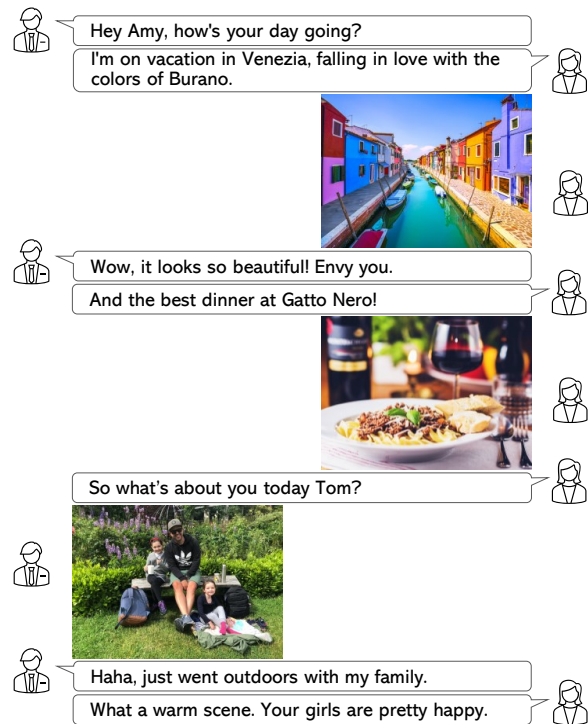 Hey Amy, how's your day going?
I'm on vacation in Venezia, falling in love with the
colors of Burano.
Wow, it looks so beautiful! Envy you.
And the best dinner at Gatto Nero!
So what's about you today Tom?
Haha, just went outdoors with my family.
What a warm scene. Your girls are pretty happy.